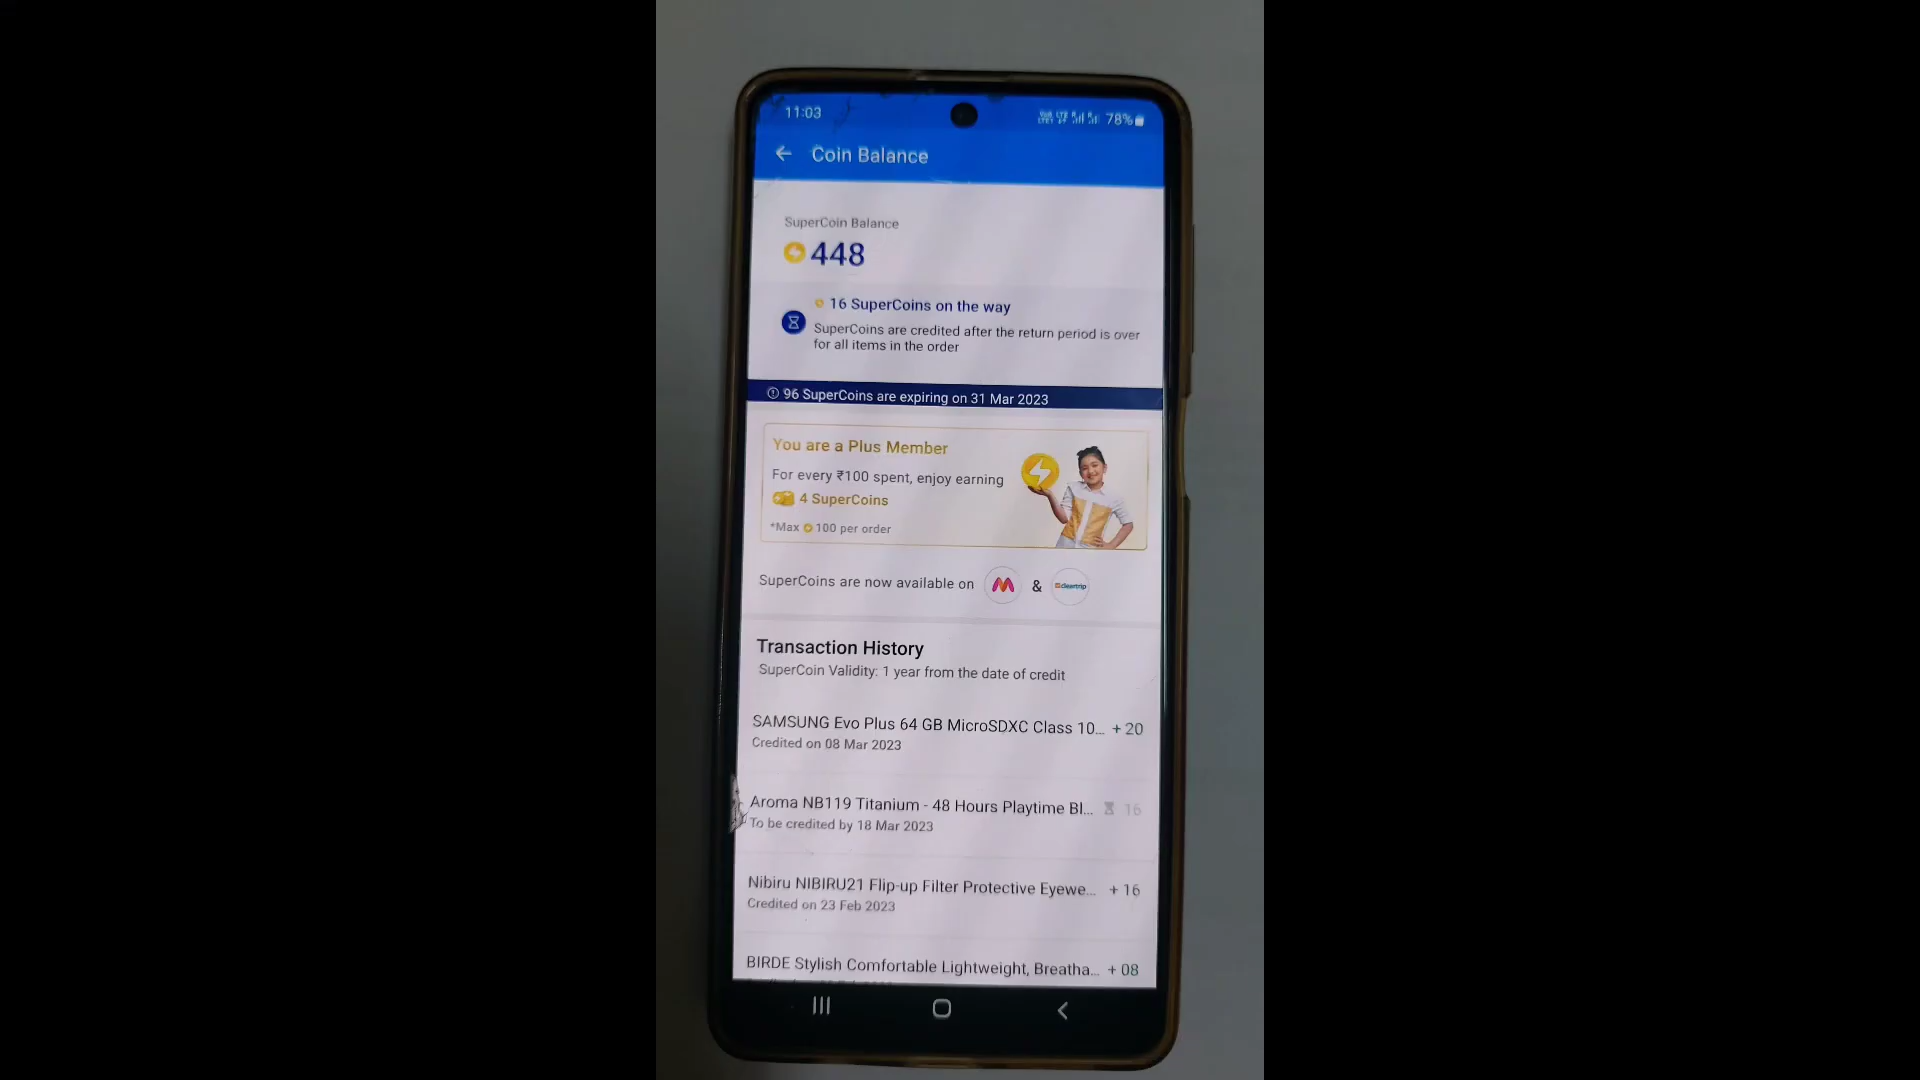 11:03
78%
Coin Balance
SuperCoin Balance
448
16 SuperCoins on the way
SuperCoins are credited after the return period is over
for all items in the order
96 SuperCoins are expiring on 31 Mar 2023
You are a Plus Member
For every ₹100 spent, enjoy earning
4 SuperCoins
*Max 100 per order
SuperCoins are now available on & cleartrip
Transaction History
SuperCoin Validity: 1 year from the date of credit
SAMSUNG Evo Plus 64 GB MicroSDXC Class 10... + 20
Credited on 08 Mar 2023
Aroma NB119 Titanium - 48 Hours Playtime Bl... 16
To be credited by 18 Mar 2023
Nibiru NIBIRU21 Flip-up Filter Protective Eyewe... + 16
Credited on 23 Feb 2023
BIRDE Stylish Comfortable Lightweight, Breatha... + 08